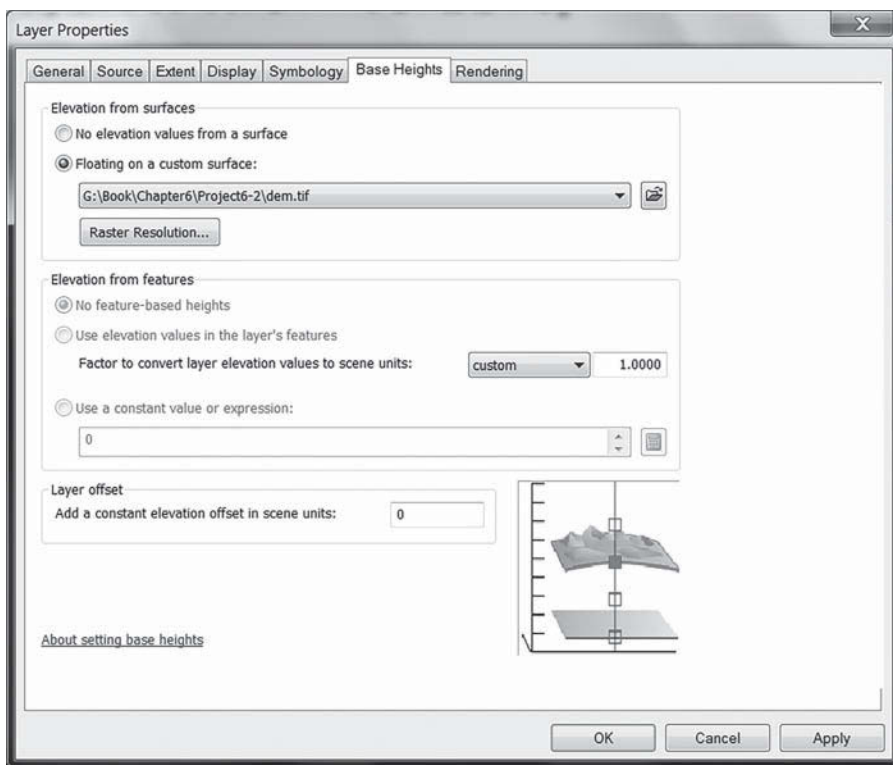 Layer Properties
X
General Source Extent Display Symbology Base Heights Rendering
Elevation from surfaces
No elevation values from a surface
Floating on a custom surface:
G:\Book\Chapter6\Project6-2\dem.tif
Raster Resolution...
Elevation from features
No feature-based heights
Use elevation values in the layer's features
Factor to convert layer elevation values to scene units: custom 1.0000
Use a constant value or expression:
0
Layer offset
Add a constant elevation offset in scene units: 0
About setting base heights
OK Cancel Apply